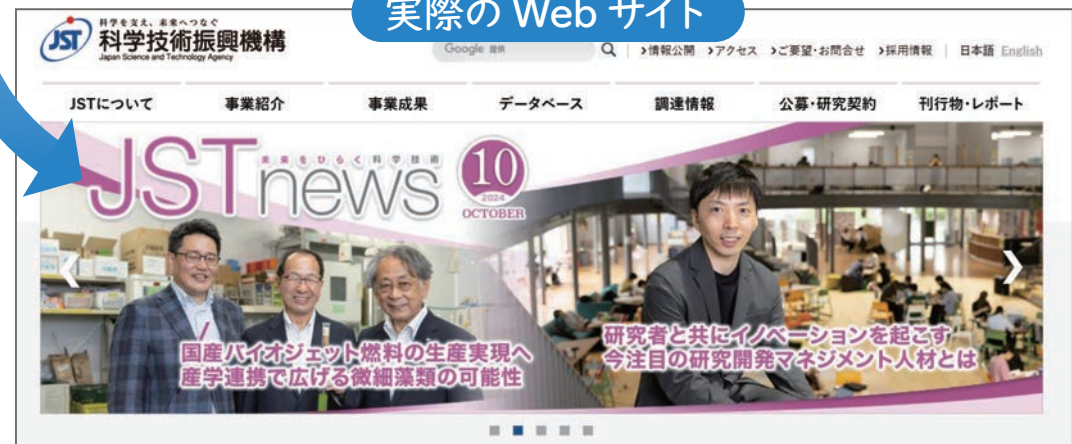 実際の Web サイト
JST
科学を支え、未来へつなぐ
科学技術振興機構
Japan Science and Technology Agency
Google 提供
›情報公開 ›アクセス ›ご要望・お問合せ ›採用情報 | 日本語 English
JSTについて 事業紹介 事業成果 データベース 調達情報 公募・研究契約 刊行物・レポート
JSTnews
未来をひらく科学技術
10
2024
OCTOBER
国産バイオジェット燃料の生産実現へ
産学連携で広げる微細藻類の可能性
研究者と共にイノベーションを起こす
今注目の研究開発マネジメント人材とは